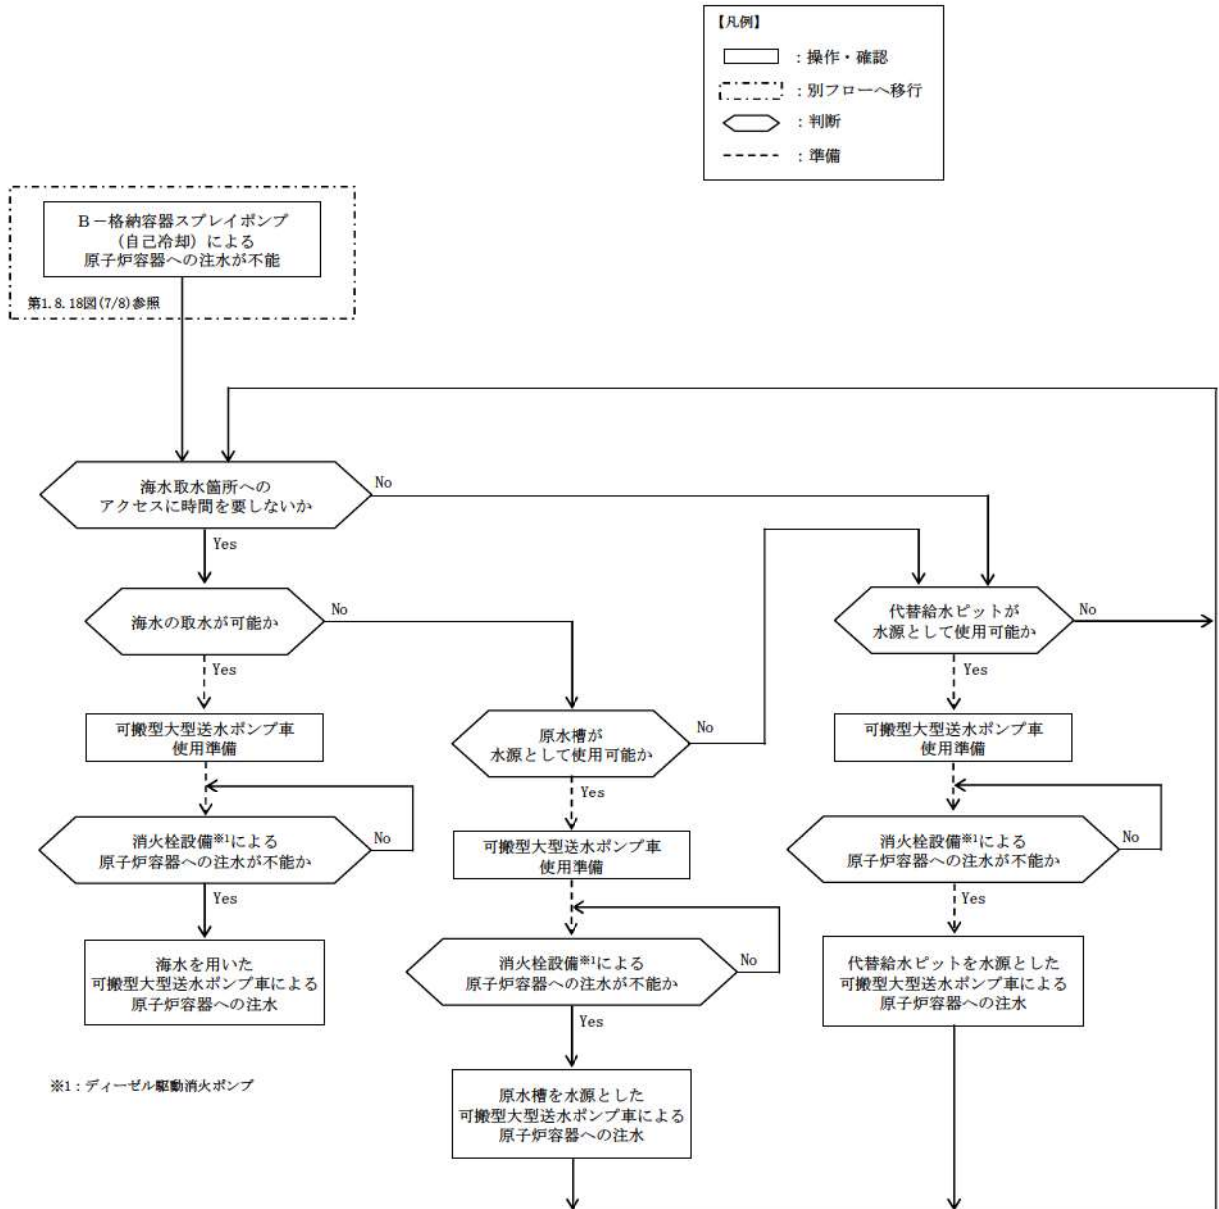 【凡例】
：操作・確認
：別フローへ移行
：判断
：準備
B－格納容器スプレイポンプ
（自己冷却）による
原子炉容器への注水が不能
第1.8.18図(7/8)参照
海水取水箇所への
アクセスに時間を要しないか
No
Yes
海水の取水が可能か
No
Yes
代替給水ピットが
水源として使用可能か
No
Yes
可搬型大型送水ポンプ車
使用準備
原水槽が
水源として使用可能か
No
Yes
可搬型大型送水ポンプ車
使用準備
消火栓設備※1による
原子炉容器への注水が不能か
No
Yes
可搬型大型送水ポンプ車
使用準備
消火栓設備※1による
原子炉容器への注水が不能か
No
Yes
海水を用いた
可搬型大型送水ポンプ車による
原子炉容器への注水
消火栓設備※1による
原子炉容器への注水が不能か
No
Yes
代替給水ピットを水源とした
可搬型大型送水ポンプ車による
原子炉容器への注水
※1：ディーゼル駆動消火ポンプ
原水槽を水源とした
可搬型大型送水ポンプ車による
原子炉容器への注水